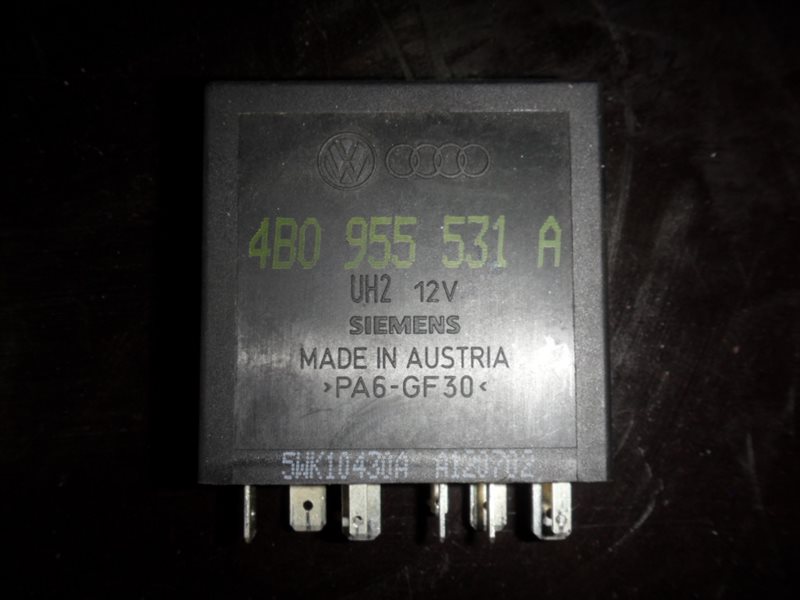 4B0 955 531 A
UH2 12V
SIEMENS
MADE IN AUSTRIA
>PA6-GF30<
5WK10430A A120702